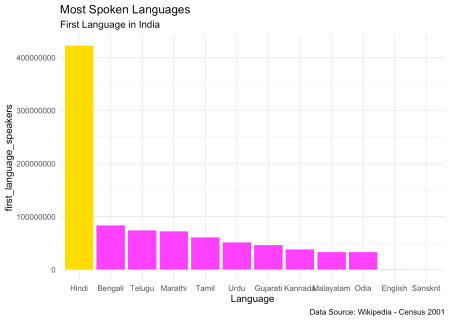 Most Spoken Languages
First Language in India
first_language_speakers
400000000
300000000
200000000
100000000
0
Hindi Bengali Telugu Marathi Tamil Urdu Gujarati Kannada Malayalam Odia English Sanskrit
Language
Data Source: Wikipedia - Census 2001